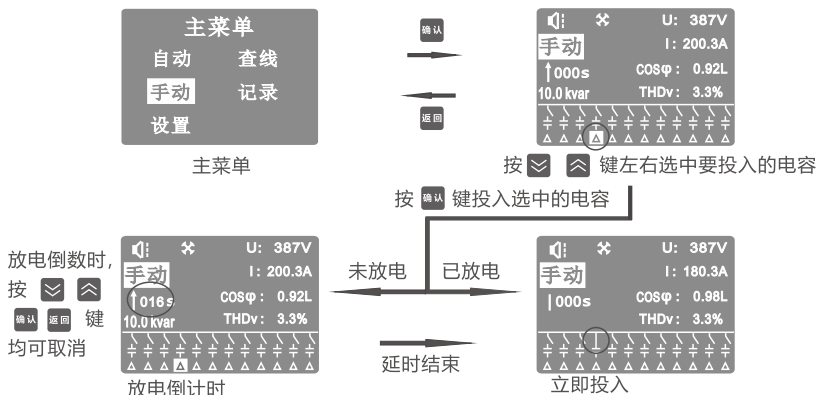 主菜单
自动 查线
手动 记录
设置
主菜单
确认
返回
U: 387V
手动 I: 200.3A
↑000s COSφ: 0.92L
10.0 kvar THDv: 3.3%
按 键左右选中要投入的电容
按 确认 键投入选中的电容
放电倒数时,
按
确认 返回 键
均可取消
U: 387V
手动 I: 200.3A
↑016s COSφ: 0.92L
10.0 kvar THDv: 3.3%
放电倒计时
未放电 已放电
延时结束
U: 387V
手动 I: 180.3A
|000s COSφ: 0.98L
THDv: 3.3%
立即投入